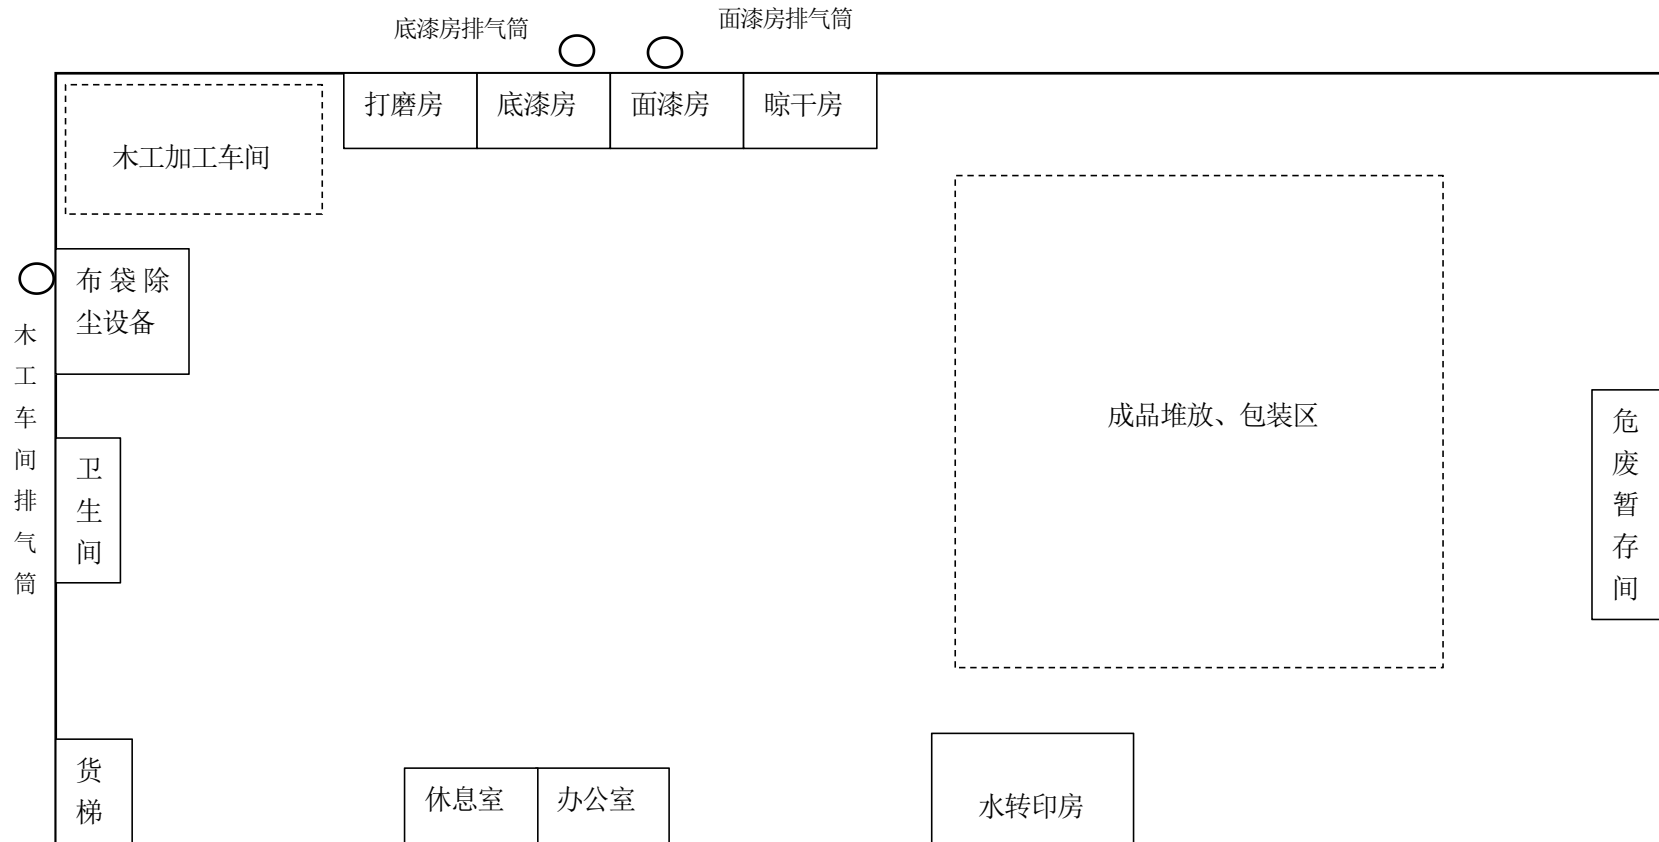 底漆房排气筒
面漆房排气筒
打磨房
底漆房
面漆房
晾干房
木工加工车间
布袋除
尘设备
木工车间排气筒
成品堆放、包装区
危废暂存间
卫生间
货梯
休息室
办公室
水转印房